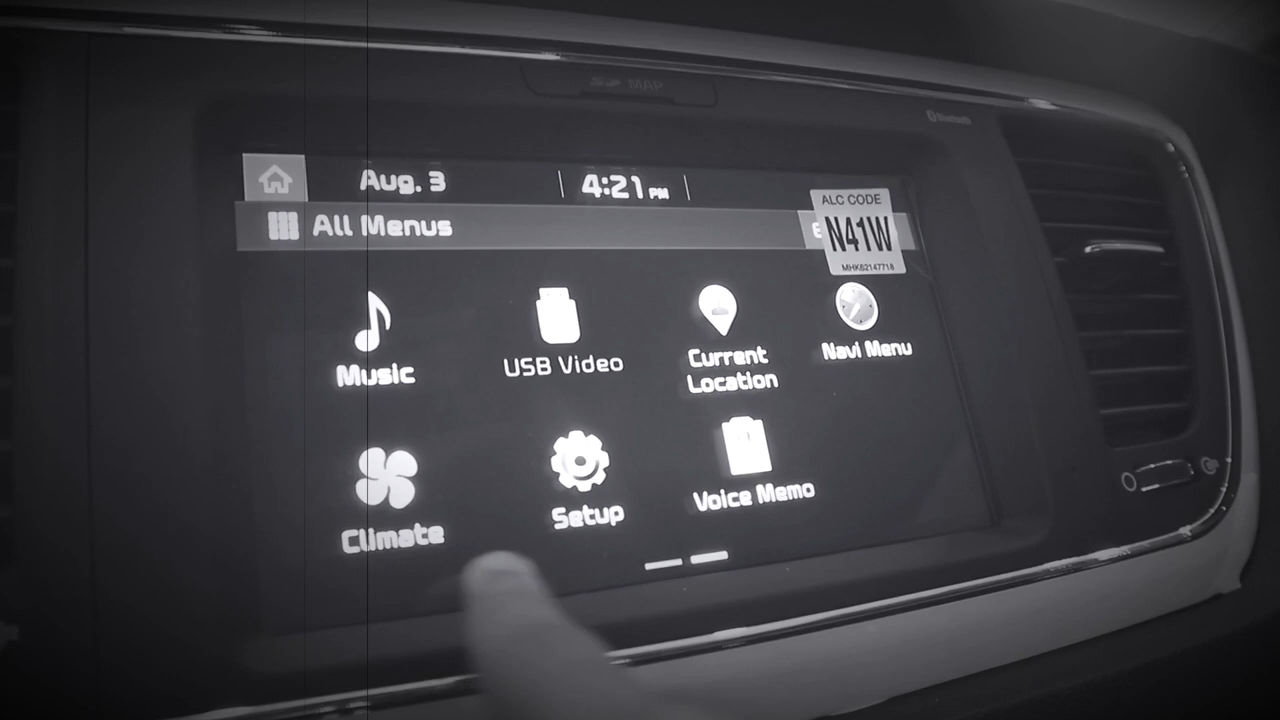 MAP
Bluetooth
Aug. 3
4:21 PM
All Menus
ALC CODE
N41W
MHK62147718
Music
USB Video
Current
Location
Navi Menu
Climate
Setup
Voice Memo